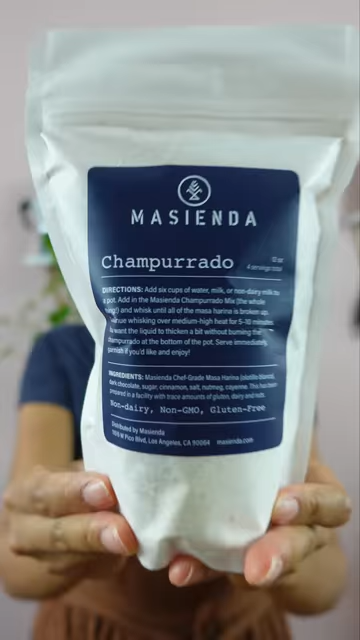 MASIENDA
Champurrado
12 oz
4 servings total
DIRECTIONS: Add six cups of water, milk, or non-dairy milk to
a pot. Add in the Masienda Champurrado Mix (the whole
bag!) and whisk until all of the masa harina is broken up.
whisking over medium-high heat for 5-10 minutes.
want the liquid to thicken a bit without burning the
champurrado at the bottom of the pot. Serve immediately,
garnish if you'd like and enjoy!
INGREDIENTS: Masienda Chef-Grade Masa Harina (olotillo blanco),
dark chocolate, sugar, cinnamon, salt, nutmeg, cayenne. This has been
prepared in a facility with trace amounts of gluten, dairy and nuts.
Non-dairy, Non-GMO, Gluten-Free
Distributed by Masienda
W Pico Blvd, Los Angeles, CA 90064 masienda.com